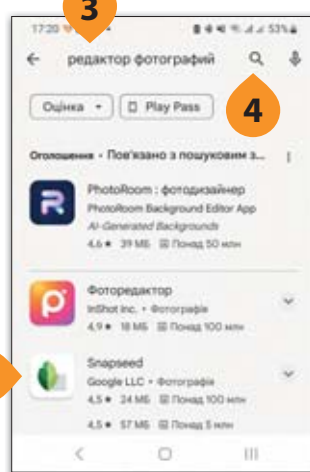 3
17:20 53%
редактор фотографий
4
Оцінка Play Pass
Оголошення • Пов'язано з пошуковим з...
PhotoRoom : фотодизайнер
PhotoRoom Background Editor App
AI-Generated Backgrounds
4,6 ★ 39 МБ Понад 50 млн
Фоторедактор
InShot Inc. • Фотографія
4,9 ★ 18 МБ Понад 100 млн
Snapseed
Google LLC • Фотографія
4,5 ★ 24 МБ Понад 100 млн
4,5 ★ 57 МБ Понад 5 млн